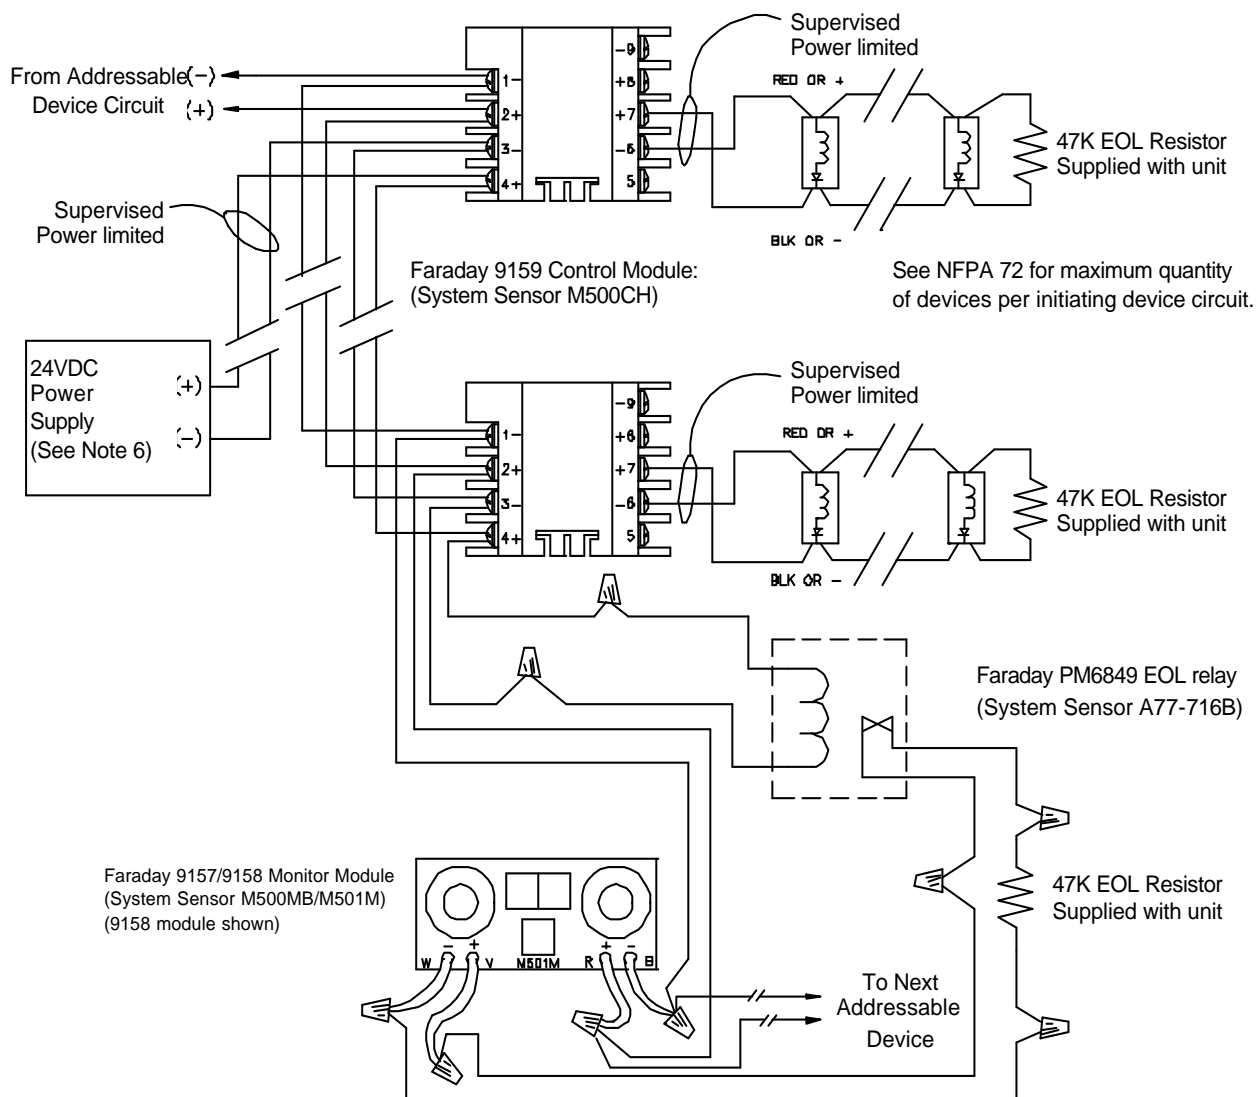 Supervised
Power limited
From Addressable (-)
Device Circuit (+)
1-
2+
3-
4+
-9
+8
+7
-6
5
RED OR +
BLK OR -
47K EOL Resistor
Supplied with unit
Supervised
Power limited
Faraday 9159 Control Module:
(System Sensor M500CH)
See NFPA 72 for maximum quantity
of devices per initiating device circuit.
24VDC
Power (+)
Supply
(-)
(See Note 6)
Supervised
Power limited
1-
2+
3-
4+
-9
+8
+7
-6
5
RED OR +
BLK OR -
47K EOL Resistor
Supplied with unit
Faraday PM6849 EOL relay
(System Sensor A77-716B)
Faraday 9157/9158 Monitor Module
(System Sensor M500MB/M501M)
(9158 module shown)
- + + -
W V M501M R B
47K EOL Resistor
Supplied with unit
To Next
Addressable
Device